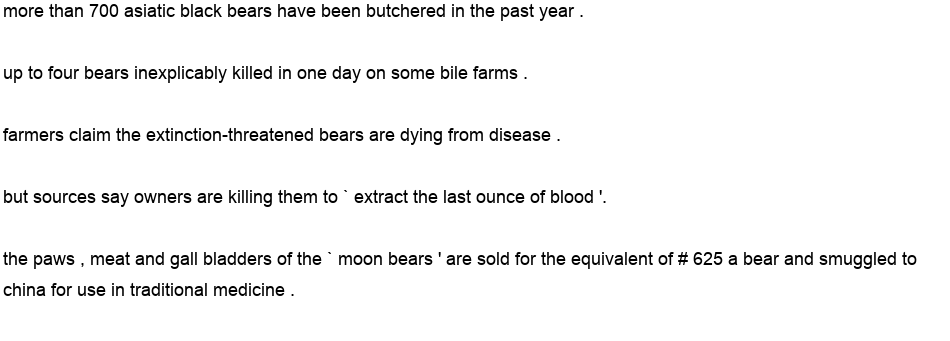 more than 700 asiatic black bears have been butchered in the past year .
up to four bears inexplicably killed in one day on some bile farms .
farmers claim the extinction-threatened bears are dying from disease .
but sources say owners are killing them to ` extract the last ounce of blood '.
the paws , meat and gall bladders of the ` moon bears ' are sold for the equivalent of # 625 a bear and smuggled to
china for use in traditional medicine .